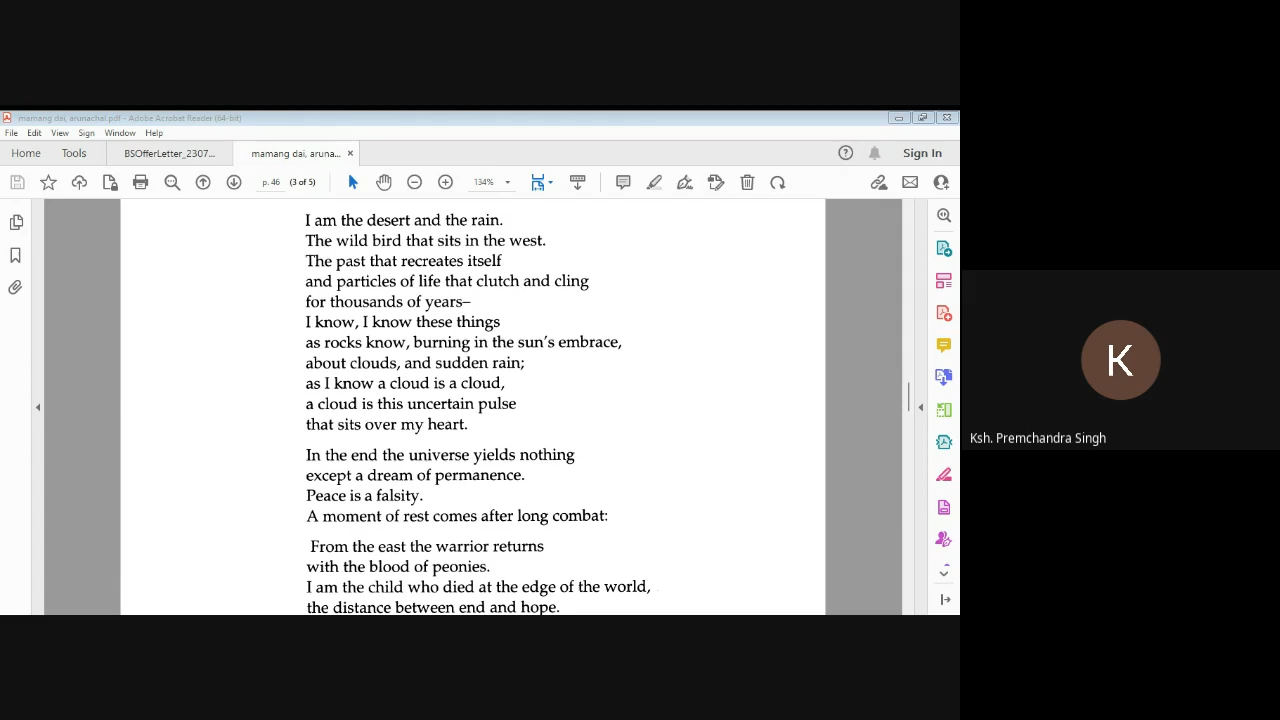 mamang dai, arunachal.pdf - Adobe Acrobat Reader (64-bit)
File Edit View Sign Window Help
Home Tools BSOfferLetter_2307... mamang dai, aruna... × Sign In
p. 46 (3 of 5) 134%
I am the desert and the rain.
The wild bird that sits in the west.
The past that recreates itself
and particles of life that clutch and cling
for thousands of years–
I know, I know these things
as rocks know, burning in the sun's embrace,
about clouds, and sudden rain;
as I know a cloud is a cloud,
a cloud is this uncertain pulse
that sits over my heart.
In the end the universe yields nothing
except a dream of permanence.
Peace is a falsity.
A moment of rest comes after long combat:
From the east the warrior returns
with the blood of peonies.
I am the child who died at the edge of the world,
the distance between end and hope.
K
Ksh. Premchandra Singh